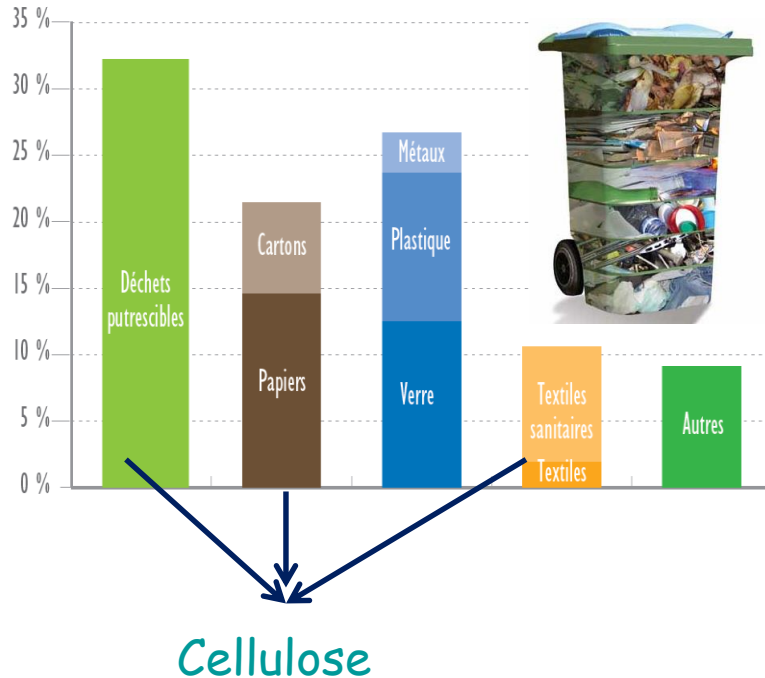 35 %
30 %
25 %
20 %
15 %
10 %
5 %
0 %
Déchets
putrescibles
Cartons
Papiers
Métaux
Plastique
Verre
Textiles
sanitaires
Textiles
Autres
Cellulose